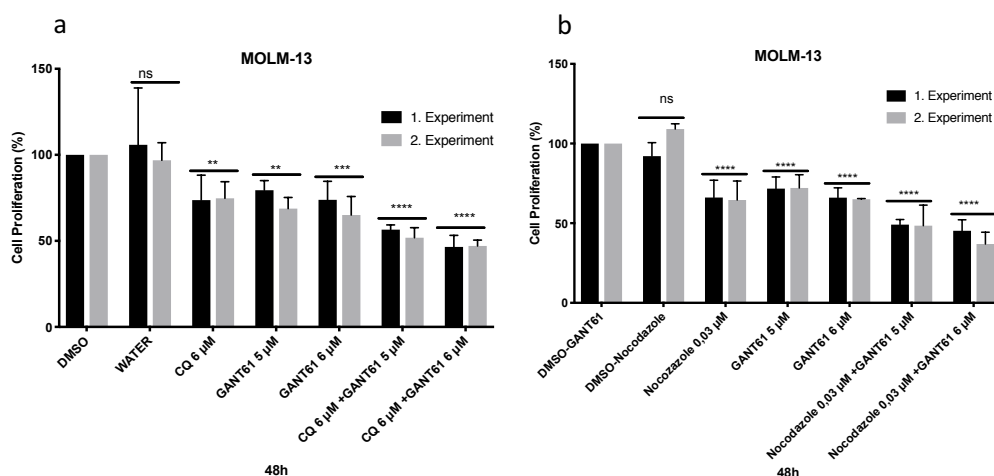 a
MOLM-13
150
100
50
0
Cell Proliferation (%)
ns
**
**
***
****
****
1. Experiment
2. Experiment
DMSO
WATER
CQ 6 µM
GANT61 5 µM
GANT61 6 µM
CQ 6 µM +GANT61 5 µM
CQ 6 µM +GANT61 6 µM
48h
b
MOLM-13
150
100
50
0
Cell Proliferation (%)
ns
****
****
****
****
****
1. Experiment
2. Experiment
DMSO-GANT61
DMSO-Nocodazole
Nocozazole 0,03 µM
GANT61 5 µM
GANT61 6 µM
Nocodazole 0,03 µM +GANT61 5 µM
Nocodazole 0,03 µM +GANT61 6 µM
48h